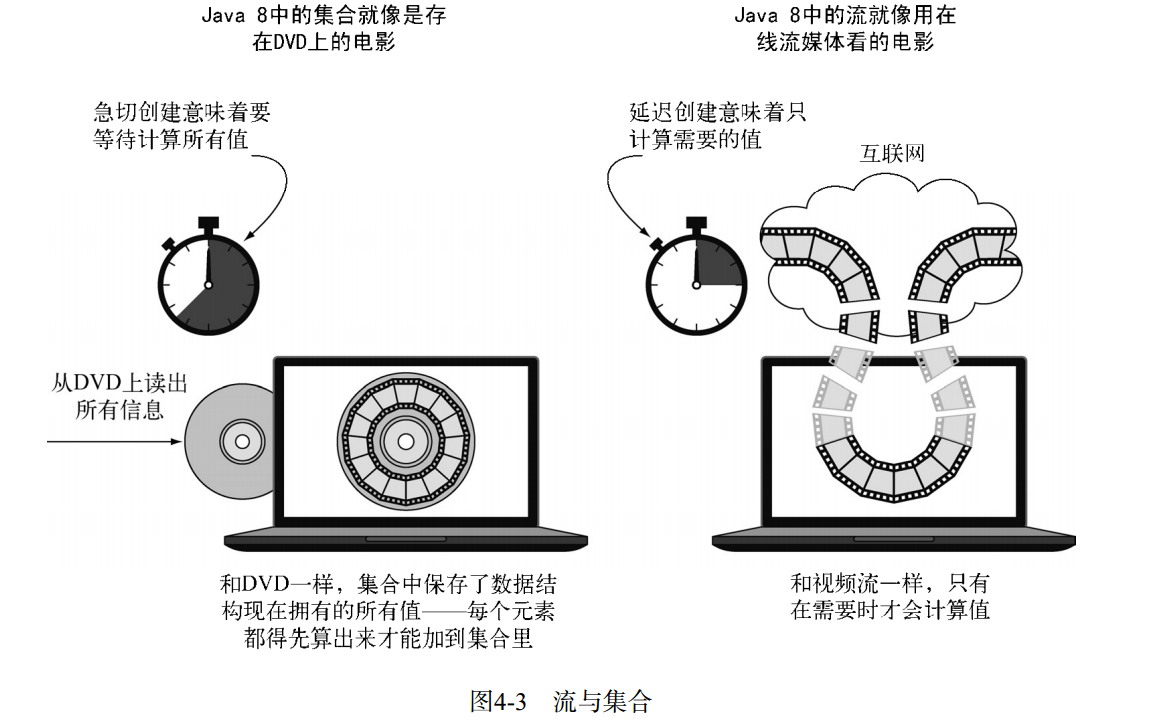 Java 8中的集合就像是存
在DVD上的电影
Java 8中的流就像用在
线流媒体看的电影
急切创建意味着要
等待计算所有值
延迟创建意味着只
计算需要的值
互联网
从DVD上读出
所有信息
和DVD一样，集合中保存了数据结
构现在拥有的所有值——每个元素
都得先算出来才能加到集合里
和视频流一样，只有
在需要时才会计算值
图4-3 流与集合